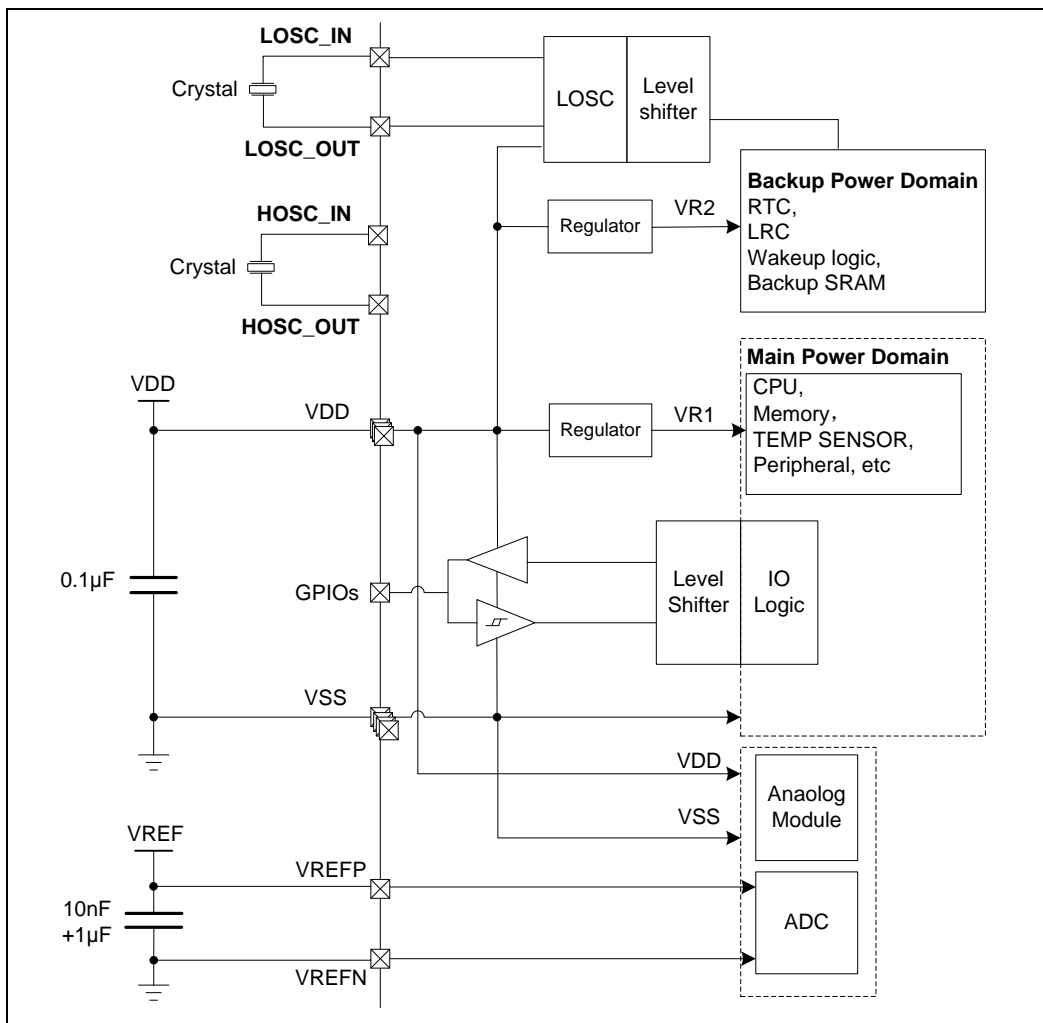 LOSC_IN
Crystal
LOSC_OUT
LOSC
Level
shifter
HOSC_IN
Crystal
HOSC_OUT
Regulator
VR2
Backup Power Domain
RTC,
LRC
Wakeup logic,
Backup SRAM
VDD
VDD
Regulator
VR1
Main Power Domain
CPU,
Memory，
TEMP SENSOR,
Peripheral, etc
0.1µF
GPIOs
Level
Shifter
IO
Logic
VSS
VDD
VSS
Anaolog
Module
VREF
VREFP
10nF
+1µF
VREFN
ADC